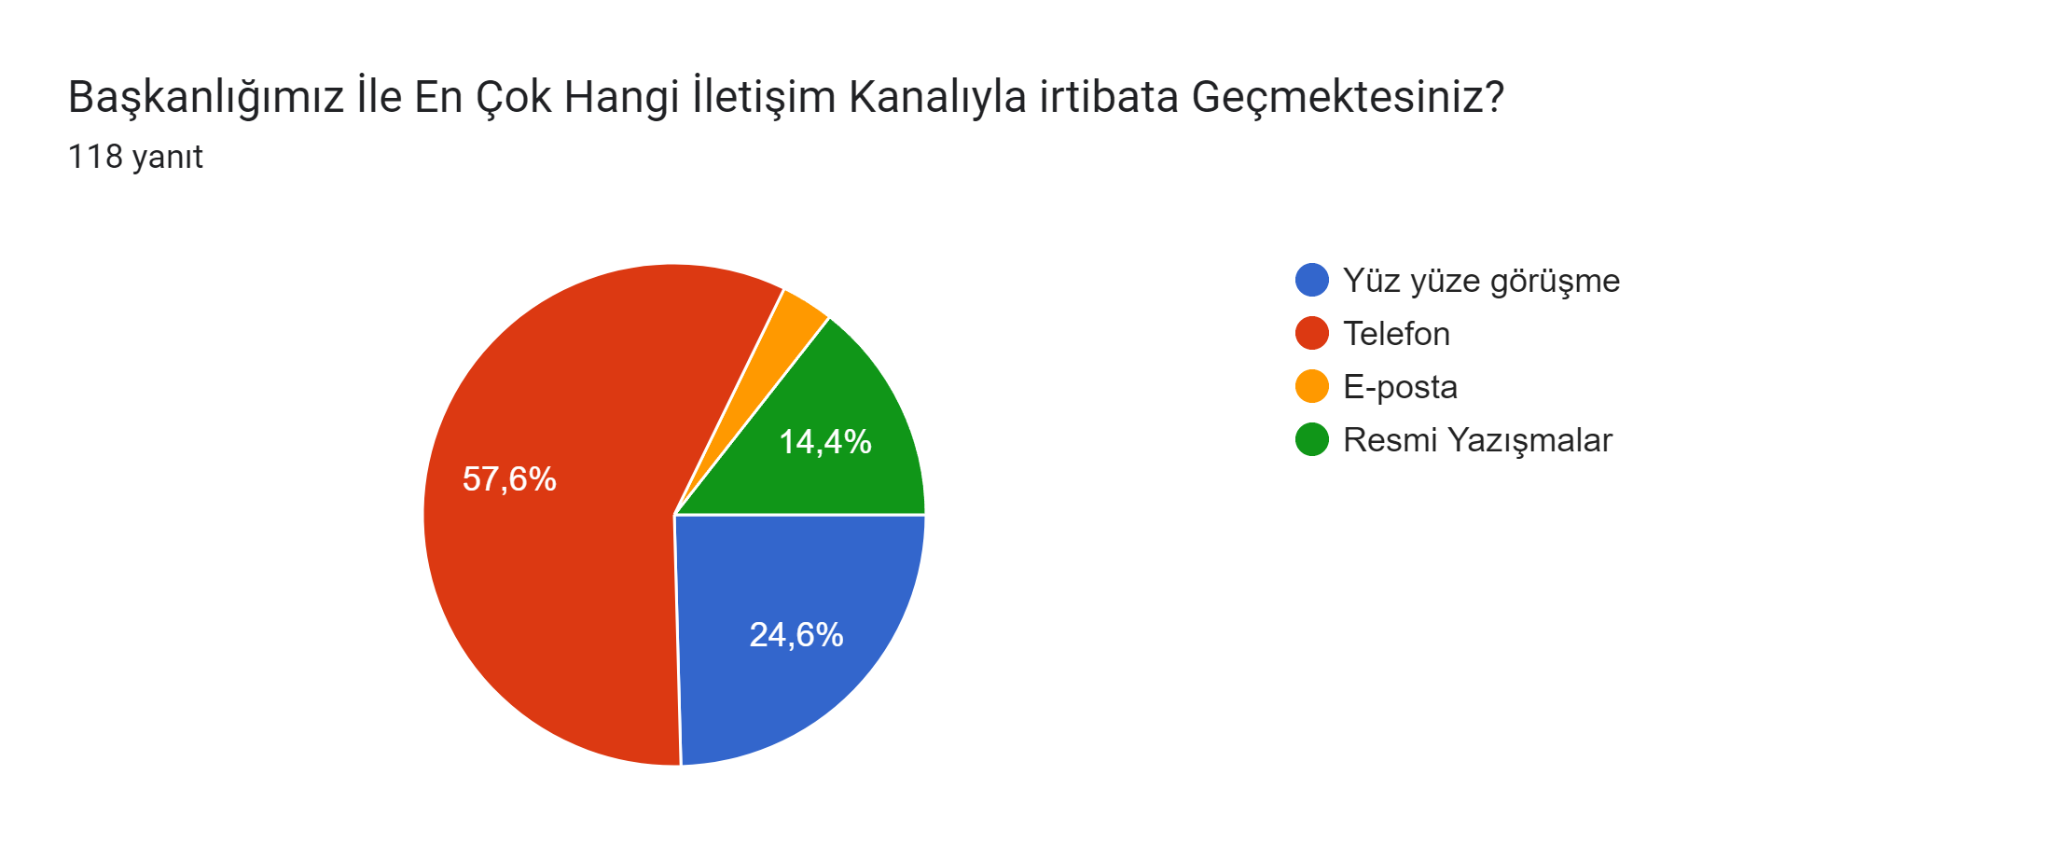 Başkanlığımız İle En Çok Hangi İletişim Kanalıyla irtibata Geçmektesiniz?
118 yanıt
Yüz yüze görüşme
Telefon
E-posta
Resmi Yazışmalar
14,4%
57,6%
24,6%